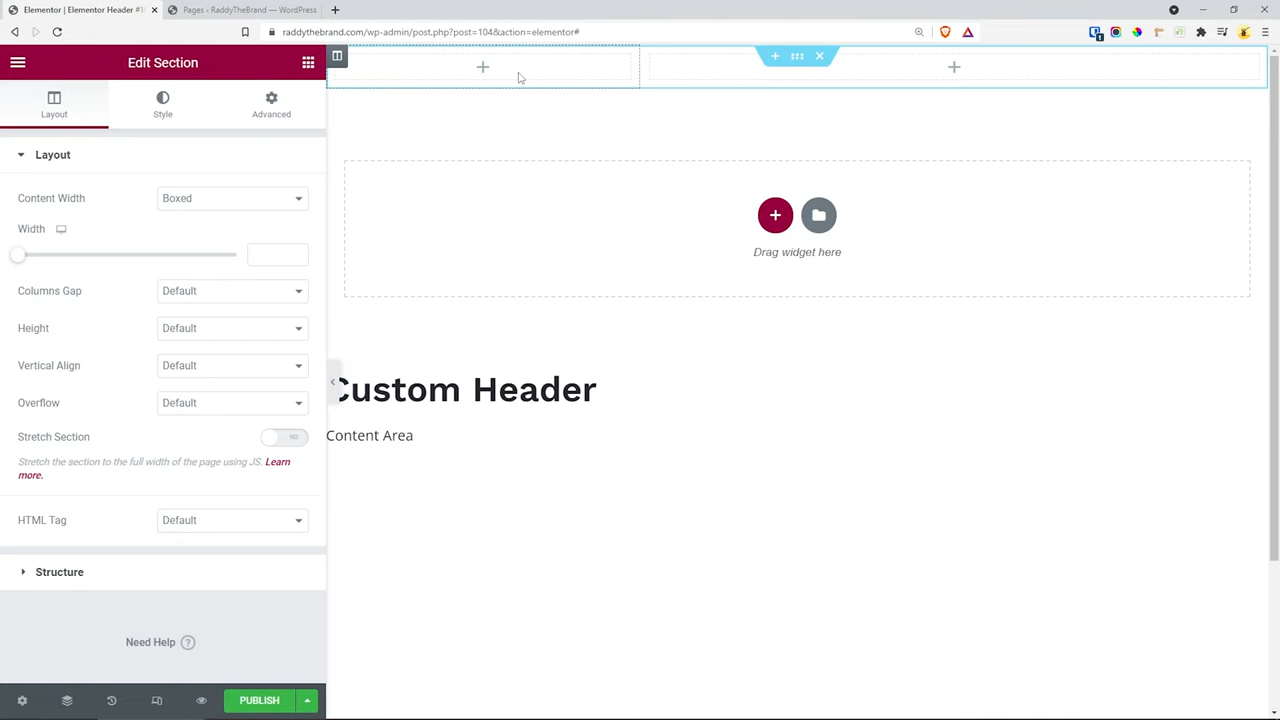 Elementor | Elementor Header #1
Pages ‹ RaddyTheBrand — WordPress
raddythebrand.com/wp-admin/post.php?post=104&action=elementor#
Edit Section
Layout
Style
Advanced
Layout
Content Width
Boxed
Width
Columns Gap
Default
Height
Default
Vertical Align
Default
Overflow
Default
Stretch Section
NO
Stretch the section to the full width of the page using JS. Learn
more.
HTML Tag
Default
Structure
Need Help
PUBLISH
Drag widget here
Custom Header
Content Area